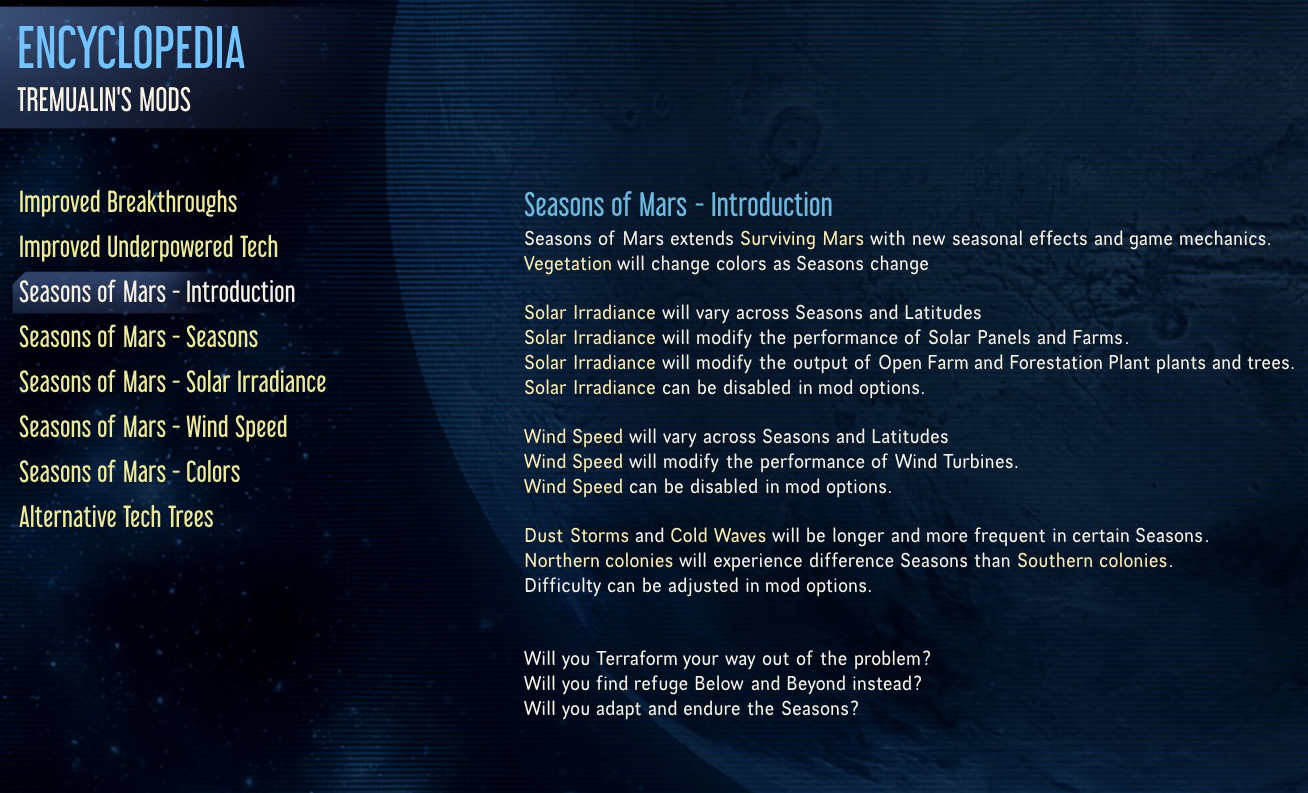 ENCYCLOPEDIA
TREMUALIN'S MODS
Improved Breakthroughs
Improved Underpowered Tech
Seasons of Mars - Introduction
Seasons of Mars - Seasons
Seasons of Mars - Solar Irradiance
Seasons of Mars - Wind Speed
Seasons of Mars - Colors
Alternative Tech Trees
Seasons of Mars - Introduction
Seasons of Mars extends Surviving Mars with new seasonal effects and game mechanics.
Vegetation will change colors as Seasons change
Solar Irradiance will vary across Seasons and Latitudes
Solar Irradiance will modify the performance of Solar Panels and Farms.
Solar Irradiance will modify the output of Open Farm and Forestation Plant plants and trees.
Solar Irradiance can be disabled in mod options.
Wind Speed will vary across Seasons and Latitudes
Wind Speed will modify the performance of Wind Turbines.
Wind Speed can be disabled in mod options.
Dust Storms and Cold Waves will be longer and more frequent in certain Seasons.
Northern colonies will experience difference Seasons than Southern colonies.
Difficulty can be adjusted in mod options.
Will you Terraform your way out of the problem?
Will you find refuge Below and Beyond instead?
Will you adapt and endure the Seasons?